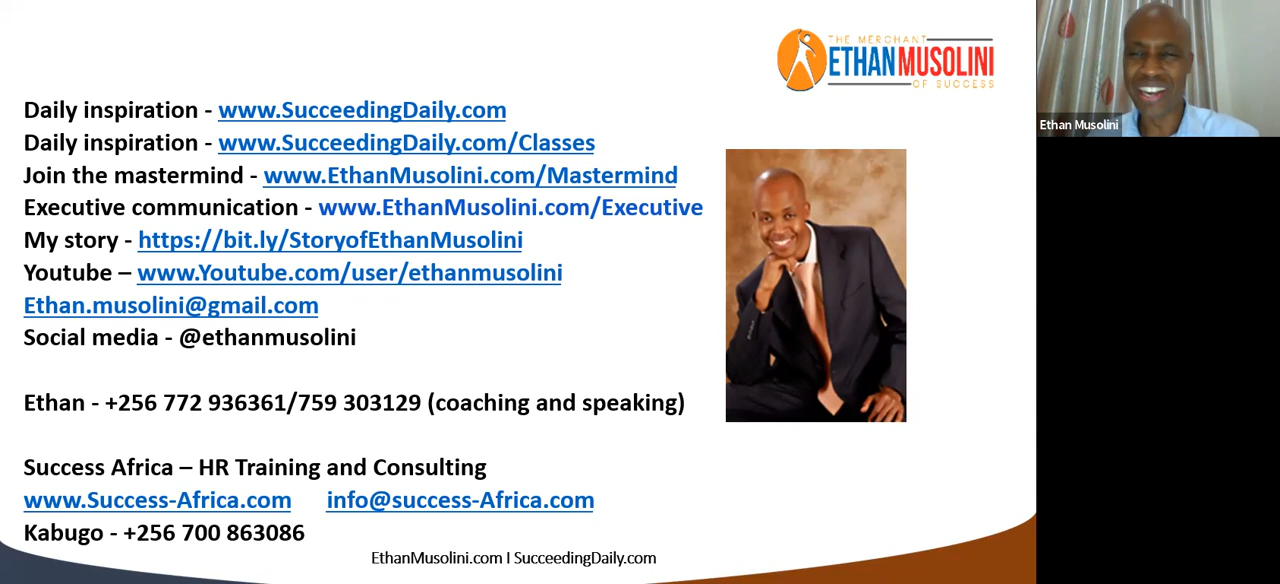 THE MERCHANT
ETHAN MUSOLINI
OF SUCCESS
Ethan Musolini
Daily inspiration - www.SucceedingDaily.com
Daily inspiration - www.SucceedingDaily.com/Classes
Join the mastermind - www.EthanMusolini.com/Mastermind
Executive communication - www.EthanMusolini.com/Executive
My story - https://bit.ly/StoryofEthanMusolini
Youtube – www.Youtube.com/user/ethanmusolini
Ethan.musolini@gmail.com
Social media - @ethanmusolini
Ethan - +256 772 936361/759 303129 (coaching and speaking)
Success Africa – HR Training and Consulting
www.Success-Africa.com info@success-Africa.com
Kabugo - +256 700 863086
EthanMusolini.com I SucceedingDaily.com